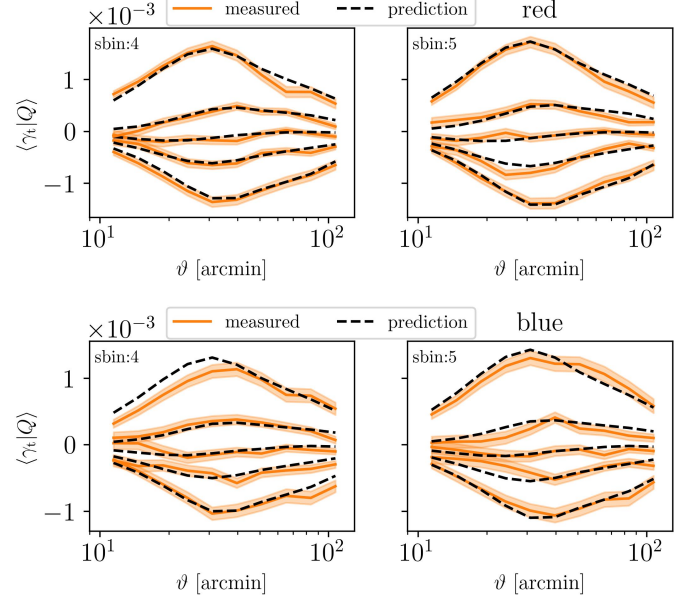 ×10⁻³ measured prediction red
sbin:4 sbin:5
1
0
−1
⟨γₜ|Q⟩
10¹ 10² 10¹ 10²
ϑ [arcmin] ϑ [arcmin]
×10⁻³ measured prediction blue
sbin:4 sbin:5
1
0
−1
⟨γₜ|Q⟩
10¹ 10² 10¹ 10²
ϑ [arcmin] ϑ [arcmin]